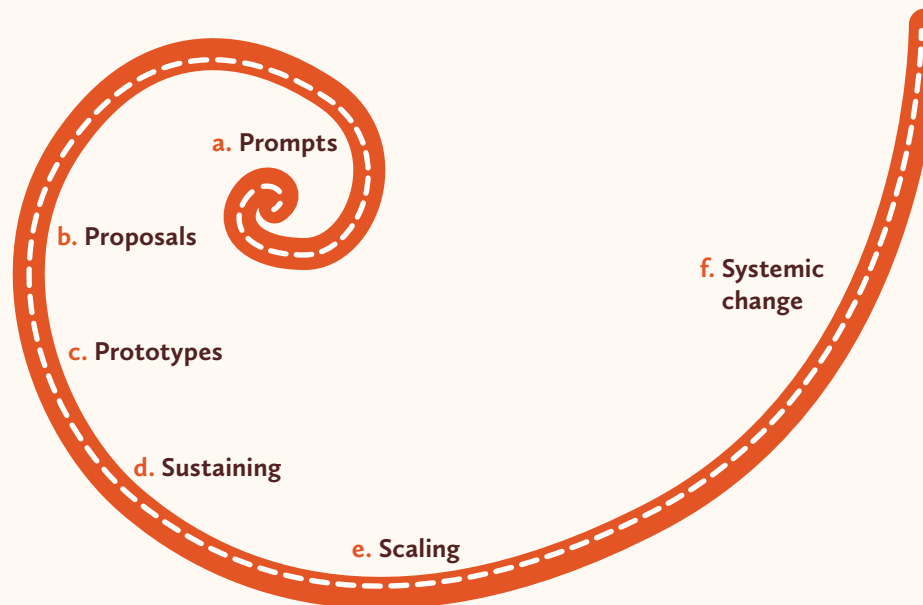 a. Prompts
b. Proposals
c. Prototypes
d. Sustaining
e. Scaling
f. Systemic
change